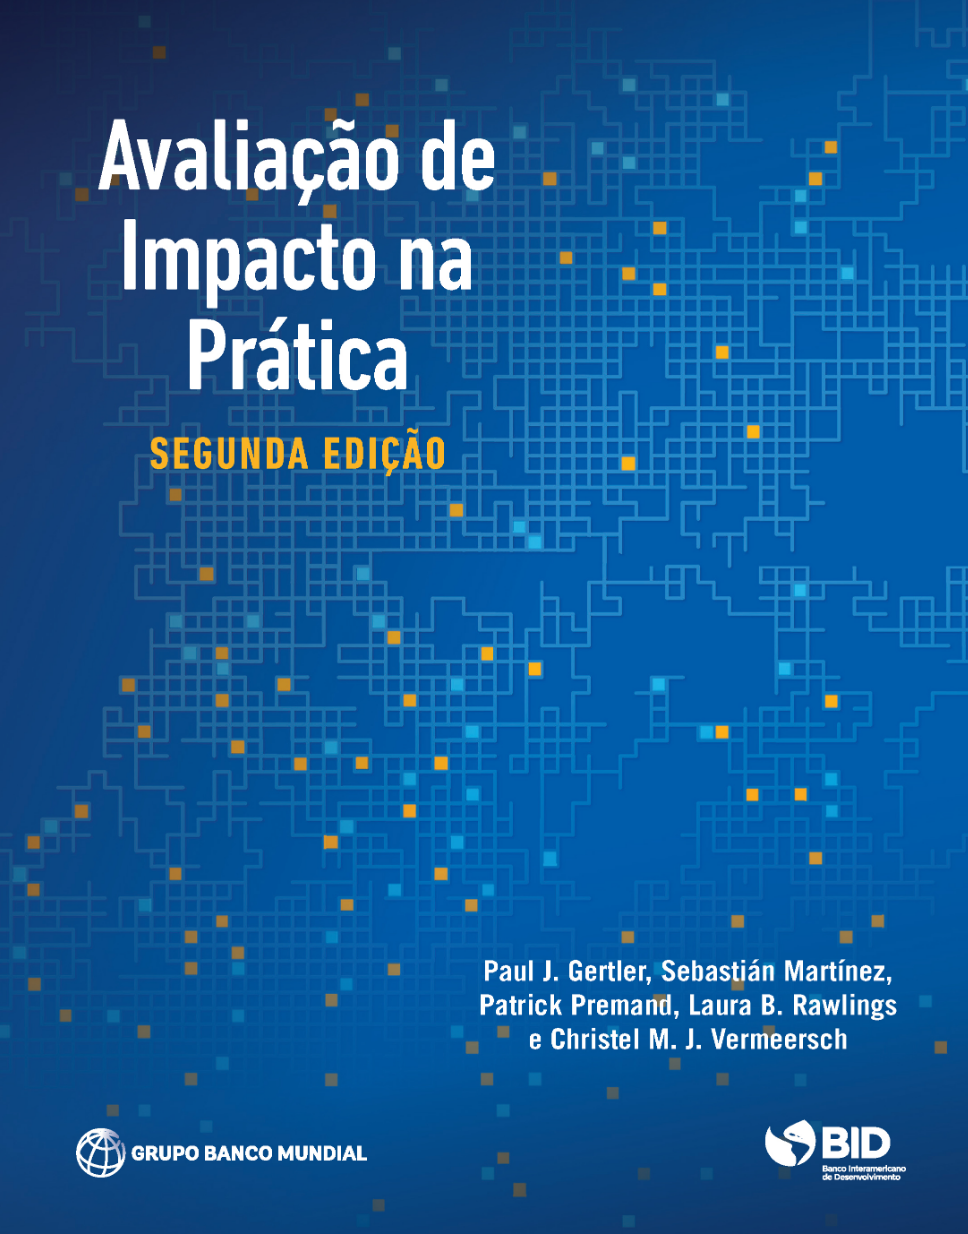 Avaliação de
Impacto na
Prática
SEGUNDA EDIÇÃO
Paul J. Gertler, Sebastián Martínez,
Patrick Premand, Laura B. Rawlings
e Christel M. J. Vermeersch
GRUPO BANCO MUNDIAL
BID
Banco Interamericano
de Desenvolvimento